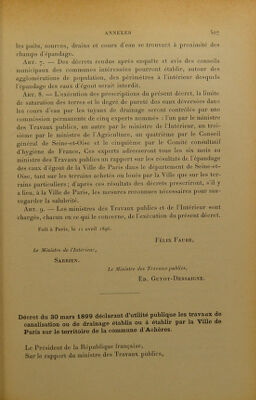 ANNEXES 507
les puits, sources, drains et cours d'eau se trouvant à proximité des
champs d'épandage.
Art. 7. — Des décrets rendus après enquête et avis des conseils
municipaux des communes intéressées pourront établir, autour des
agglomérations de population, des périmètres à l'intérieur desquels
l'épandage des eaux d'égout serait interdit.
Art. 8. — L'exécution des prescriptions du présent décret, la limite
de saturation des terres et le degré de pureté des eaux déversées dans
les cours d'eau par les tuyaux de drainage seront contrôlés par une
commission permanente de cinq experts nommés : l'un par le ministre
des Travaux publics, un autre par le ministre de l'Intérieur, un troi-
sième par le ministre de l'Agriculture, un quatrième par le Conseil
général de Seine-et-Oise et le cinquième par le Comité consultatif
d'hygiène de France. Ces experts adresseront tous les six mois au
ministre des Travaux publics un rapport sur les résultats de l'épandage
des eaux d'égout de la Ville de Paris dans le département de Seine-et-
Oise, tant sur les terrains achetés ou loués par la Ville que sur les ter-
rains particuliers ; d'après ces résultats des décrets prescriront, s'il y
a lieu, à la Ville de Paris, les mesures reconnues nécessaires pour sau-
vegarder la salubrité.
Art. 9. — Les ministres des Travaux publics et de l'Intérieur sont
chargés, chacun en ce qui le concerne, de l'exécution du présent décret.
Fait à Paris, le 11 avril 1896.
Félix Faure.
Le Ministre de l'Intérieur,
Sarrien.
Le Ministre des Travaux publics,
Ed. Guyot-Dessaigne.
Décret du 30 mars 1899 déclarant d'utilité publique les travaux de
canalisation ou de drainage établis ou à établir par la Ville de
Paris sur le territoire de la commune d'Achères.
Le Président de la République française,
Sur le rapport du ministre des Travaux publics,